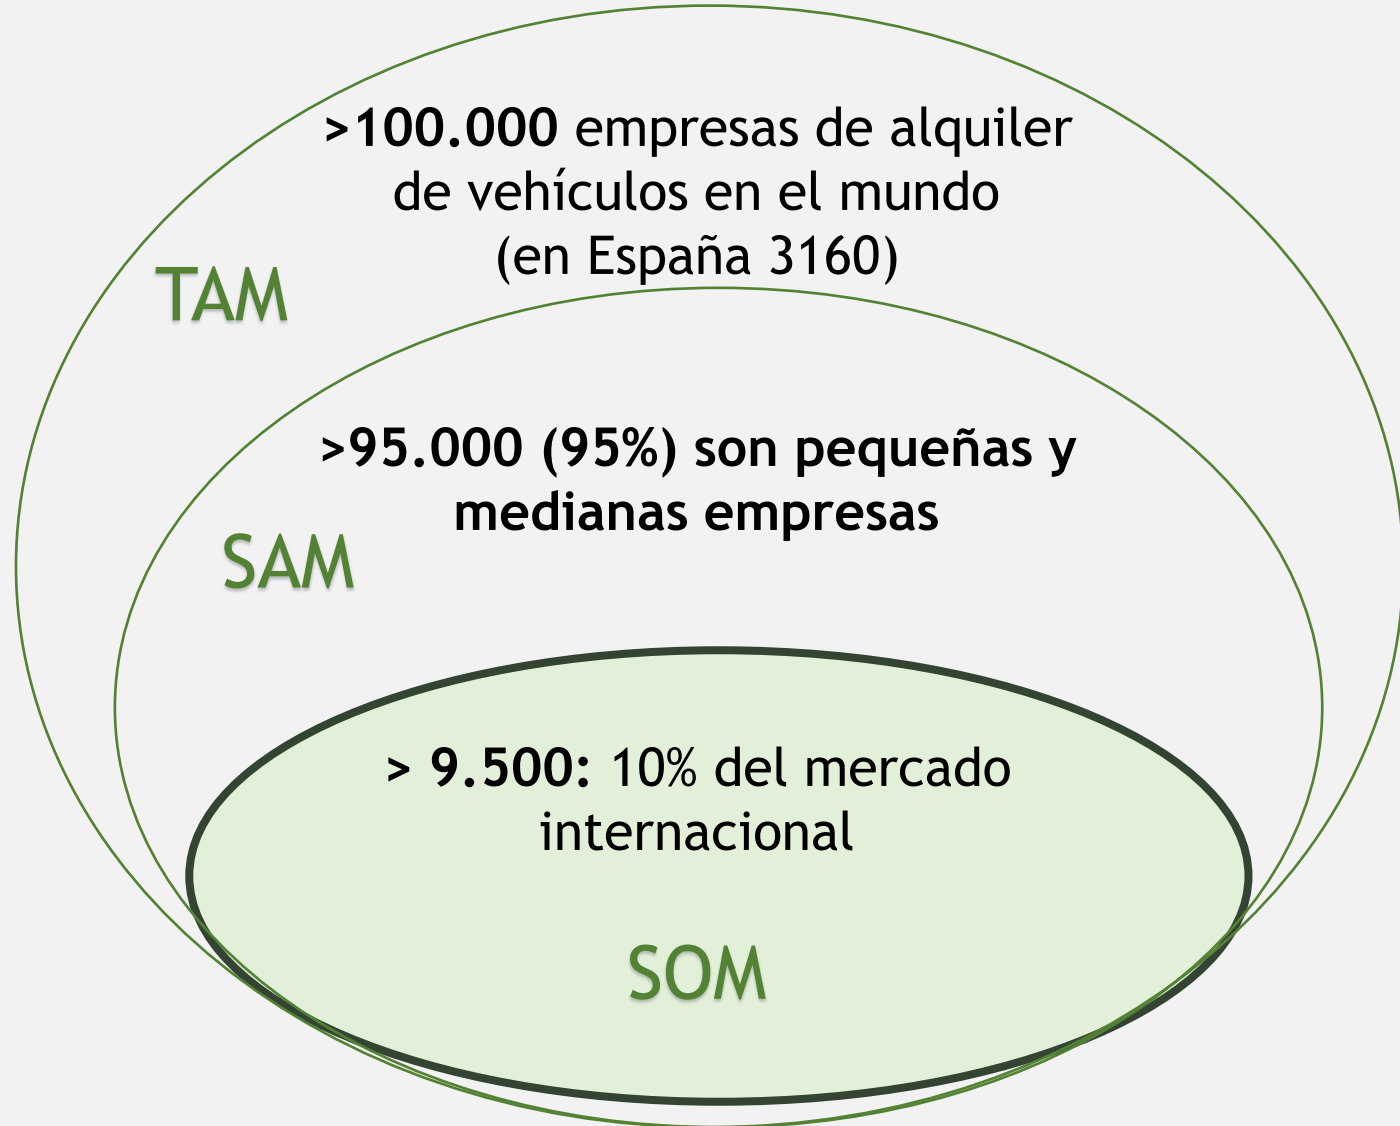 >100.000 empresas de alquiler
de vehículos en el mundo
(en España 3160)
TAM
>95.000 (95%) son pequeñas y
medianas empresas
SAM
> 9.500: 10% del mercado
internacional
SOM